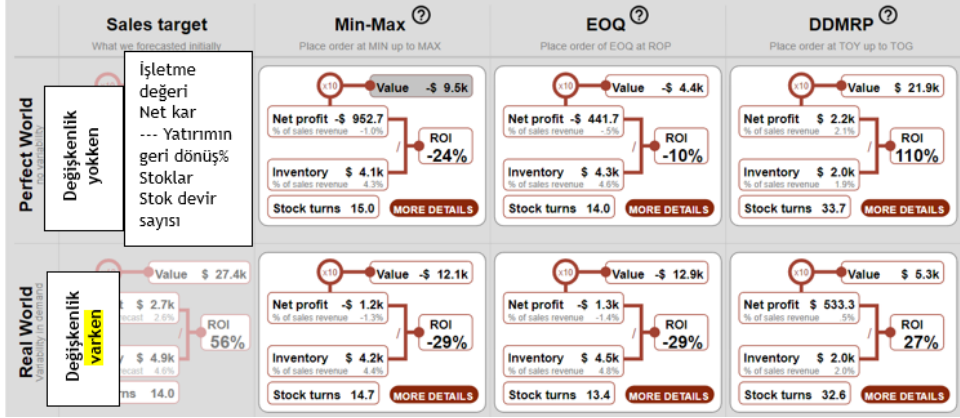 Sales target
What we forecasted initially
Min-Max ?
Place order at MIN up to MAX
EOQ ?
Place order of EOQ at ROP
DDMRP ?
Place order at TOY up to TOG
Perfect World
no variability
Değişkenlik
yokken
İşletme
değeri
Net kar
--- Yatırımın
geri dönüş%
Stoklar
Stok devir
sayısı
x10
Value -$ 9.5k
Net profit -$ 952.7
% of sales revenue -1.0%
/
ROI
-24%
Inventory $ 4.1k
% of sales revenue 4.3%
Stock turns 15.0
MORE DETAILS
x10
Value -$ 4.4k
Net profit -$ 441.7
% of sales revenue -.5%
/
ROI
-10%
Inventory $ 4.3k
% of sales revenue 4.6%
Stock turns 14.0
MORE DETAILS
x10
Value $ 21.9k
Net profit $ 2.2k
% of sales revenue 2.1%
/
ROI
110%
Inventory $ 2.0k
% of sales revenue 1.9%
Stock turns 33.7
MORE DETAILS
Real World
Variability in demand
Değişkenlik
varken
Value $ 27.4k
$ 2.7k
2.6%
/
ROI
56%
$ 4.9k
4.6%
14.0
x10
Value -$ 12.1k
Net profit -$ 1.2k
% of sales revenue -1.3%
/
ROI
-29%
Inventory $ 4.2k
% of sales revenue 4.4%
Stock turns 14.7
MORE DETAILS
x10
Value -$ 12.9k
Net profit -$ 1.3k
% of sales revenue -1.4%
/
ROI
-29%
Inventory $ 4.5k
% of sales revenue 4.8%
Stock turns 13.4
MORE DETAILS
x10
Value $ 5.3k
Net profit $ 533.3
% of sales revenue .5%
/
ROI
27%
Inventory $ 2.0k
% of sales revenue 2.0%
Stock turns 32.6
MORE DETAILS